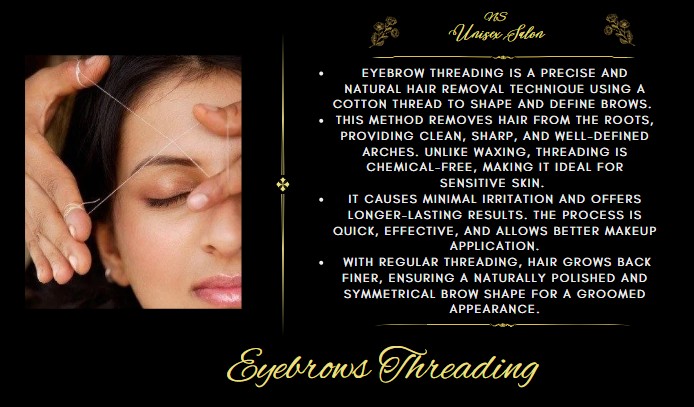 NS
Unisex Salon
• EYEBROW THREADING IS A PRECISE AND
NATURAL HAIR REMOVAL TECHNIQUE USING A
COTTON THREAD TO SHAPE AND DEFINE BROWS.
• THIS METHOD REMOVES HAIR FROM THE ROOTS,
PROVIDING CLEAN, SHARP, AND WELL-DEFINED
ARCHES. UNLIKE WAXING, THREADING IS
CHEMICAL-FREE, MAKING IT IDEAL FOR
SENSITIVE SKIN.
• IT CAUSES MINIMAL IRRITATION AND OFFERS
LONGER-LASTING RESULTS. THE PROCESS IS
QUICK, EFFECTIVE, AND ALLOWS BETTER MAKEUP
APPLICATION.
• WITH REGULAR THREADING, HAIR GROWS BACK
FINER, ENSURING A NATURALLY POLISHED AND
SYMMETRICAL BROW SHAPE FOR A GROOMED
APPEARANCE.
Eyebrows Threading